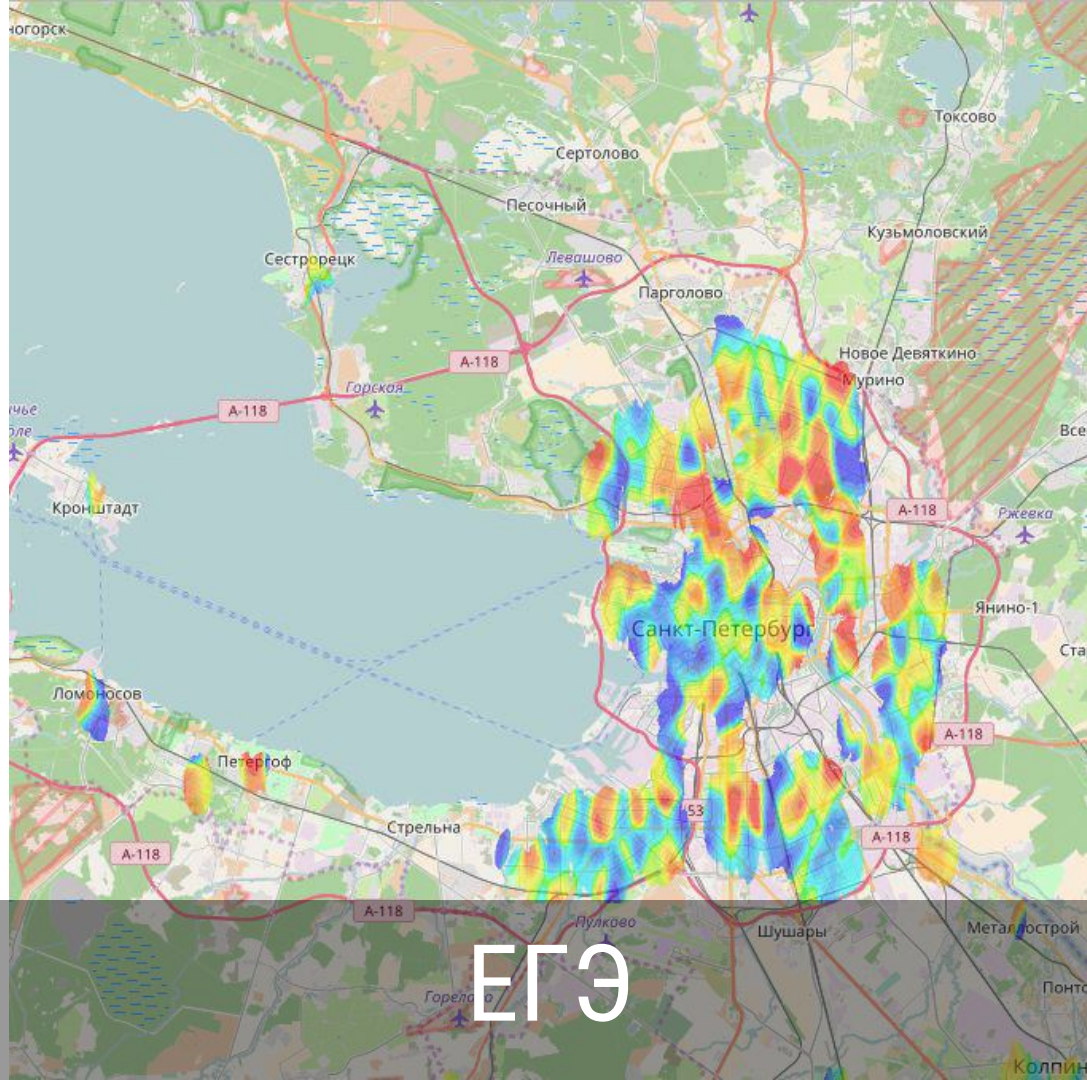 ногорск
Токсово
Сертолово
Песочный
Кузьмоловский
Сестрорецк
Левашово
Парголово
Новое Девяткино
А-118
Мурино
Горская
А-118
Все
Кронштадт
А-118
Ржевка
Янино-1
Санкт-Петербург
Ста
Ломоносов
А-118
Петергоф
53
Стрельна
А-118
А-118
А-118
Пулково
Шушары
Металлострой
ЕГЭ
Понто
Горелово
Колпин